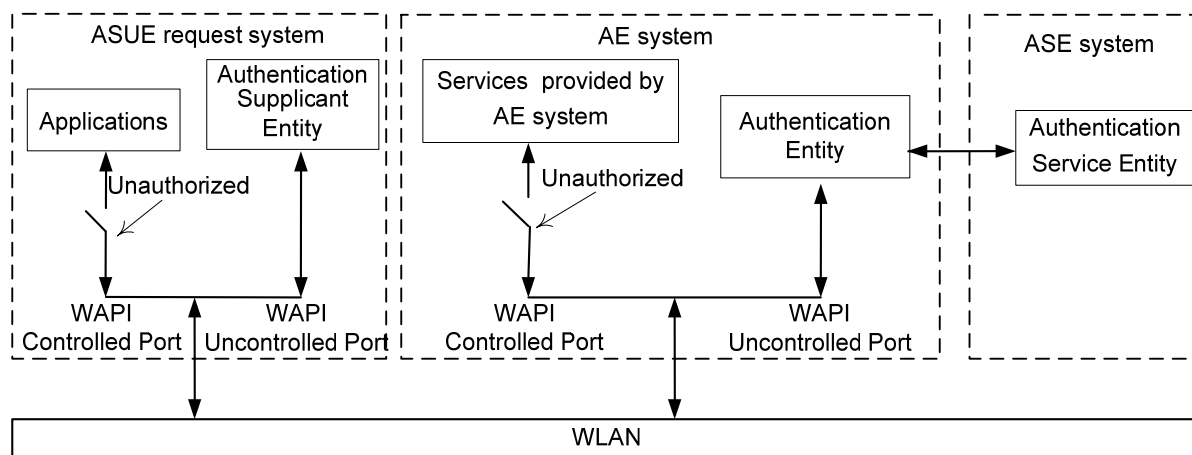 ASUE request system
Applications
Authentication
Supplicant
Entity
Unauthorized
WAPI
Controlled Port
WAPI
Uncontrolled Port
AE system
Services provided by
AE system
Authentication
Entity
Unauthorized
WAPI
Controlled Port
WAPI
Uncontrolled Port
ASE system
Authentication
Service Entity
WLAN